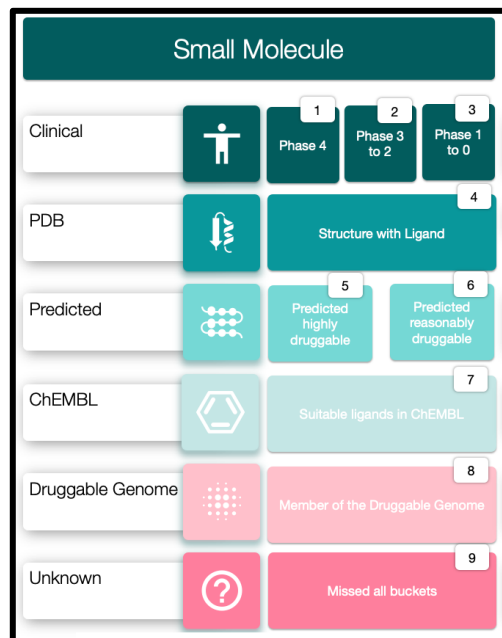 Small Molecule
Clinical
1
Phase 4
2
Phase 3
to 2
3
Phase 1
to 0
PDB
4
Structure with Ligand
Predicted
5
Predicted
highly
druggable
6
Predicted
reasonably
druggable
ChEMBL
7
Suitable ligands in ChEMBL
Druggable Genome
8
Member of the Druggable Genome
Unknown
?
9
Missed all buckets